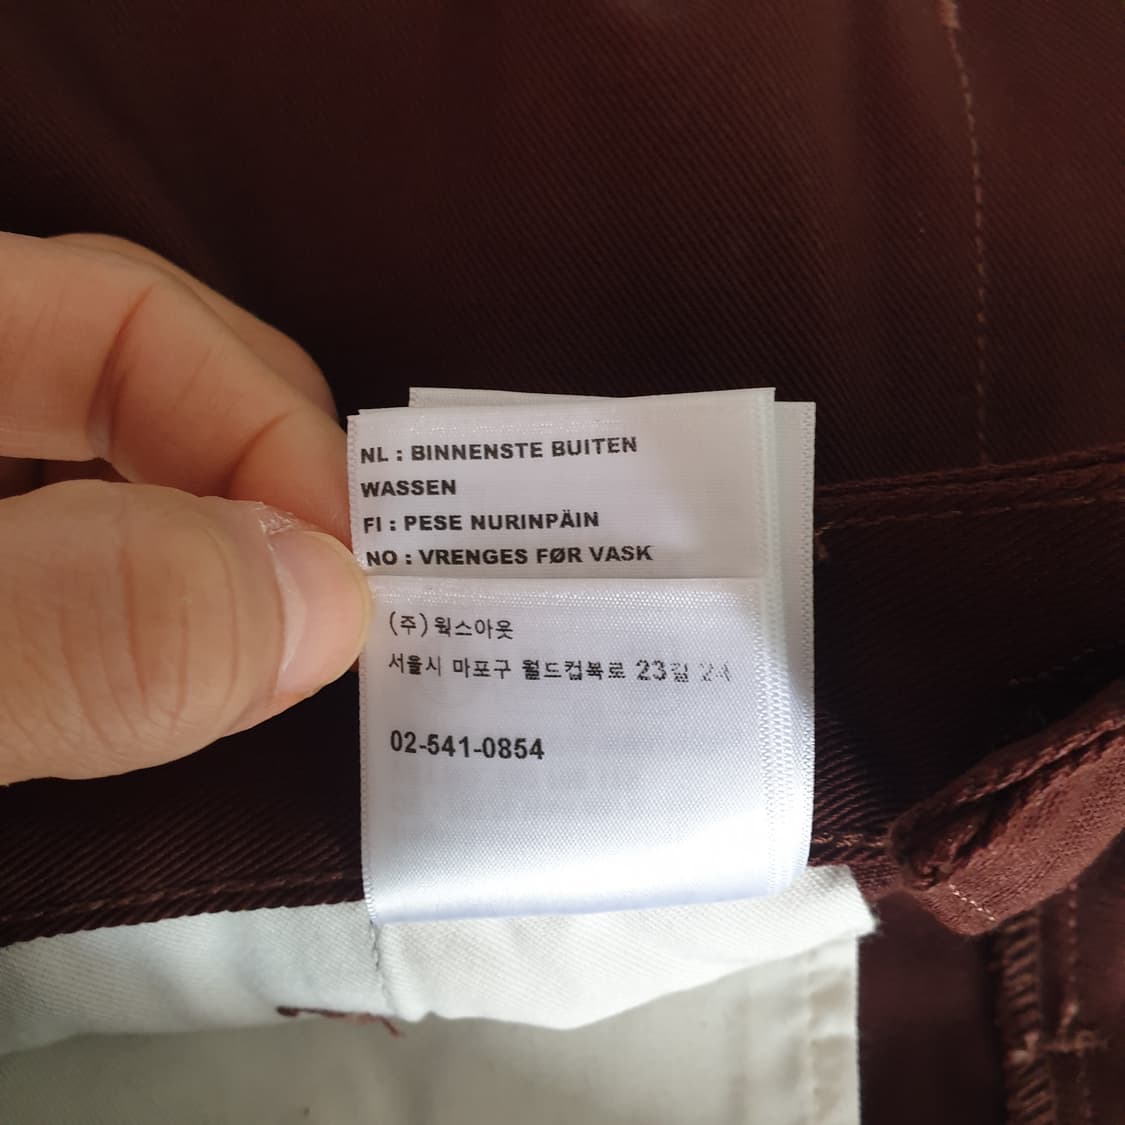 NL : BINNENSTE BUITEN
WASSEN
FI : PESE NURINPÄIN
NO : VRENGES FØR VASK
(주)웍스아웃
서울시 마포구 월드컵북로 23길 24
02-541-0854